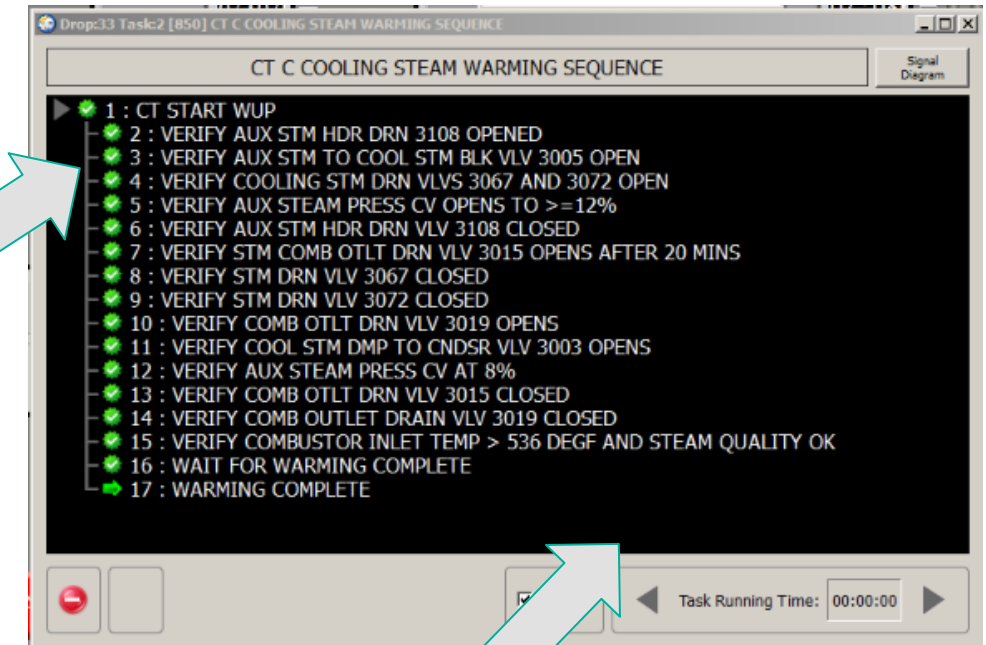 Drop:33 Task:2 [850] CT C COOLING STEAM WARMING SEQUENCE
CT C COOLING STEAM WARMING SEQUENCE
Signal
Diagram
1 : CT START WUP
2 : VERIFY AUX STM HDR DRN 3108 OPENED
3 : VERIFY AUX STM TO COOL STM BLK VLV 3005 OPEN
4 : VERIFY COOLING STM DRN VLVS 3067 AND 3072 OPEN
5 : VERIFY AUX STEAM PRESS CV OPENS TO >=12%
6 : VERIFY AUX STM HDR DRN VLV 3108 CLOSED
7 : VERIFY STM COMB OTLT DRN VLV 3015 OPENS AFTER 20 MINS
8 : VERIFY STM DRN VLV 3067 CLOSED
9 : VERIFY STM DRN VLV 3072 CLOSED
10 : VERIFY COMB OTLT DRN VLV 3019 OPENS
11 : VERIFY COOL STM DMP TO CNDSR VLV 3003 OPENS
12 : VERIFY AUX STEAM PRESS CV AT 8%
13 : VERIFY COMB OTLT DRN VLV 3015 CLOSED
14 : VERIFY COMB OUTLET DRAIN VLV 3019 CLOSED
15 : VERIFY COMBUSTOR INLET TEMP > 536 DEGF AND STEAM QUALITY OK
16 : WAIT FOR WARMING COMPLETE
17 : WARMING COMPLETE
Task Running Time: 00:00:00